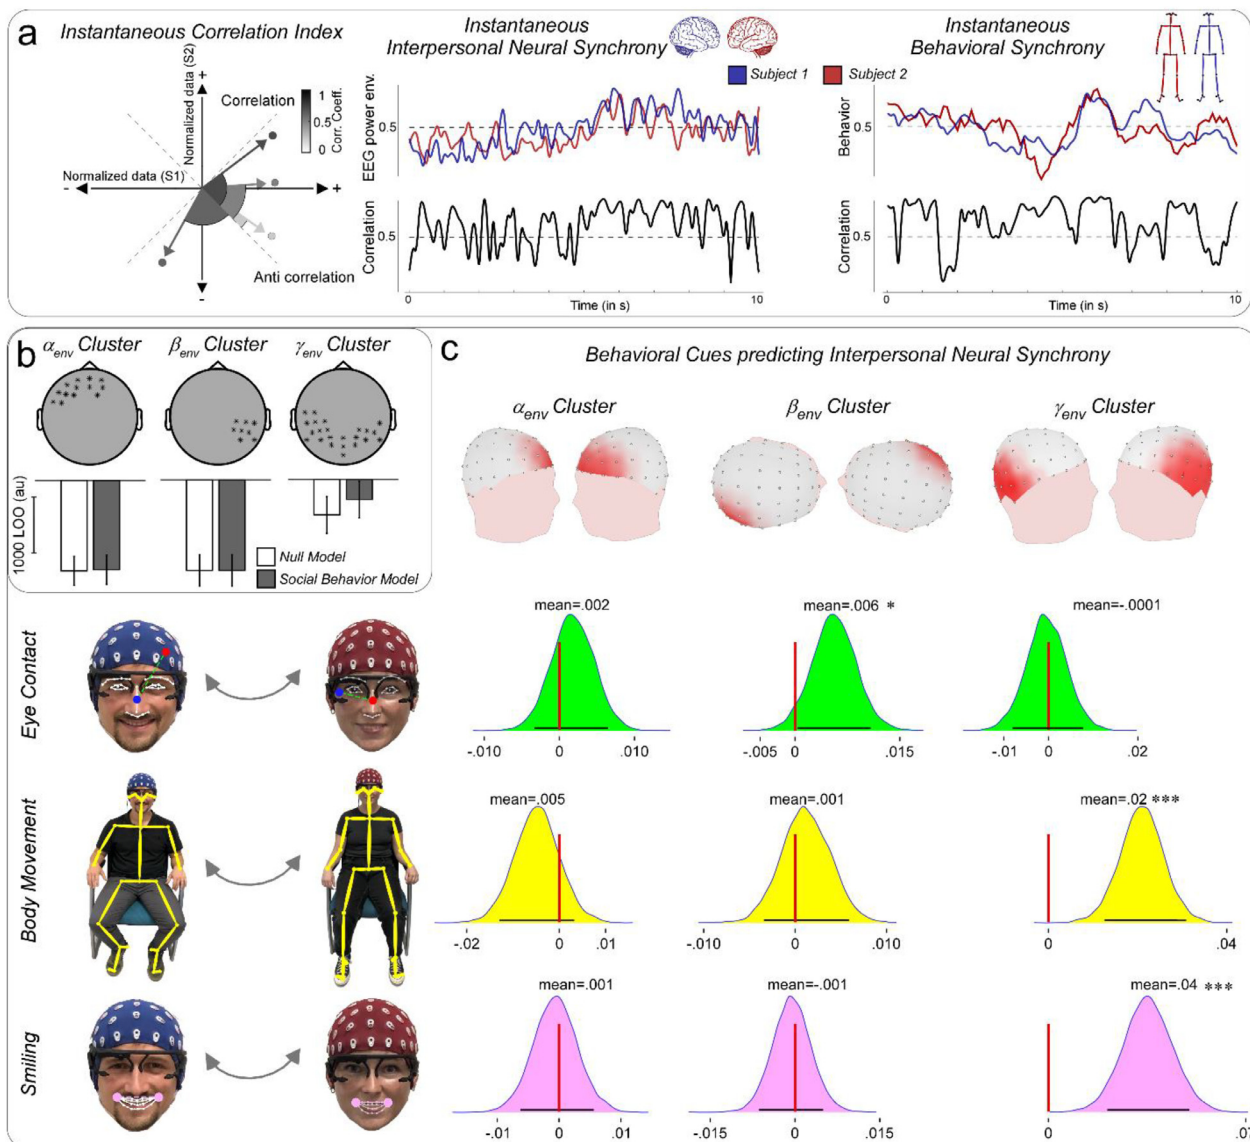 a
Instantaneous Correlation Index
Normalized data (S2)
+
Correlation
1
0.5
0
Corr. Coeff.
Normalized data (S1)
-
+
Anti correlation
-
Instantaneous
Interpersonal Neural Synchrony
Instantaneous
Behavioral Synchrony
Subject 1
Subject 2
EEG power env.
0.5
Correlation
0.5
0
10
Time (in s)
Behavior
0.5
Correlation
0.5
0
10
Time (in s)
b
αenv Cluster
βenv Cluster
γenv Cluster
1000 LOO (au)
Null Model
Social Behavior Model
c
Behavioral Cues predicting Interpersonal Neural Synchrony
αenv Cluster
βenv Cluster
γenv Cluster
Eye Contact
mean=.002
-.010 0 .010
mean=.006 *
-.005 0 .015
mean=-.0001
-.01 0 .02
Body Movement
mean=.005
-.02 0 .01
mean=.001
-.010 0 .010
mean=.02 ***
0 .04
Smiling
mean=.001
-.01 0 .01
mean=-.001
-.015 0 .015
mean=.04 ***
0 .07